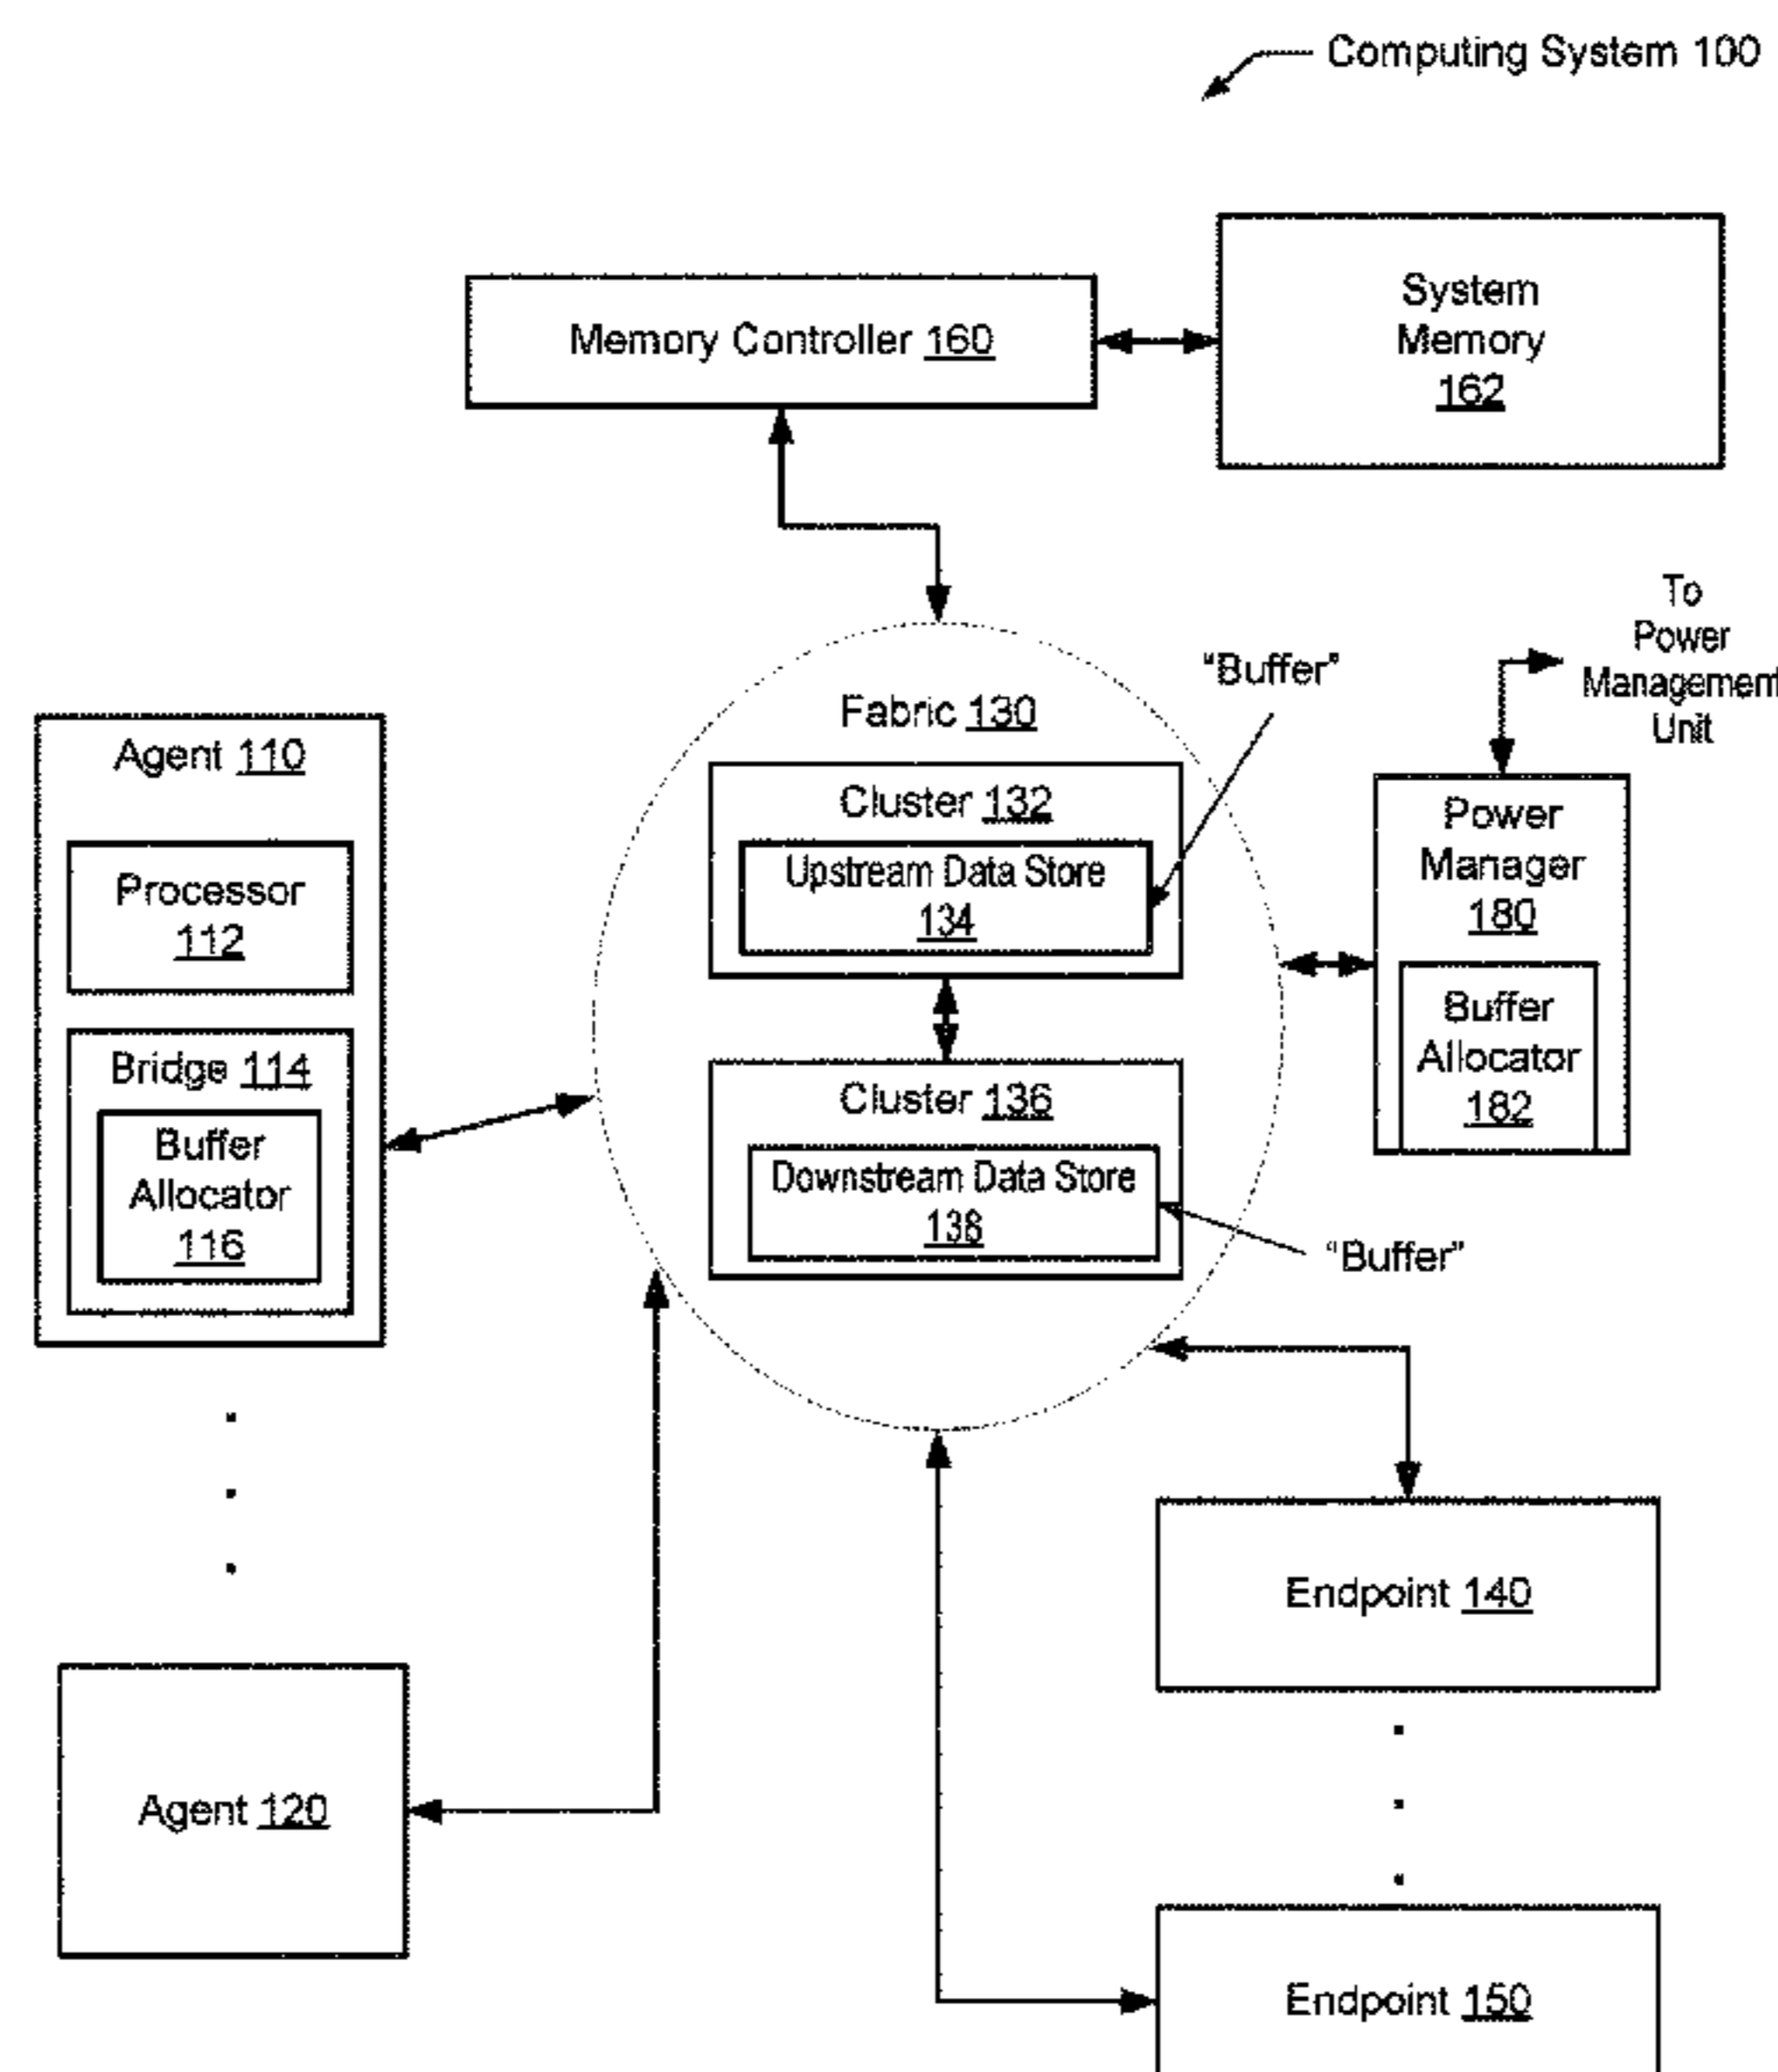 Computing System 100
System
Memory
162
Memory Controller 160
To
Power
Management
Unit
"Buffer"
Fabric 130
Agent 110
Cluster 132
Power
Manager
180
Upstream Data Store
134
Processor
112
Buffer
Allocator
182
Bridge 114
Cluster 136
Buffer
Allocator
116
Downstream Data Store
138
"Buffer"
Endpoint 140
Agent 120
Endpoint 150